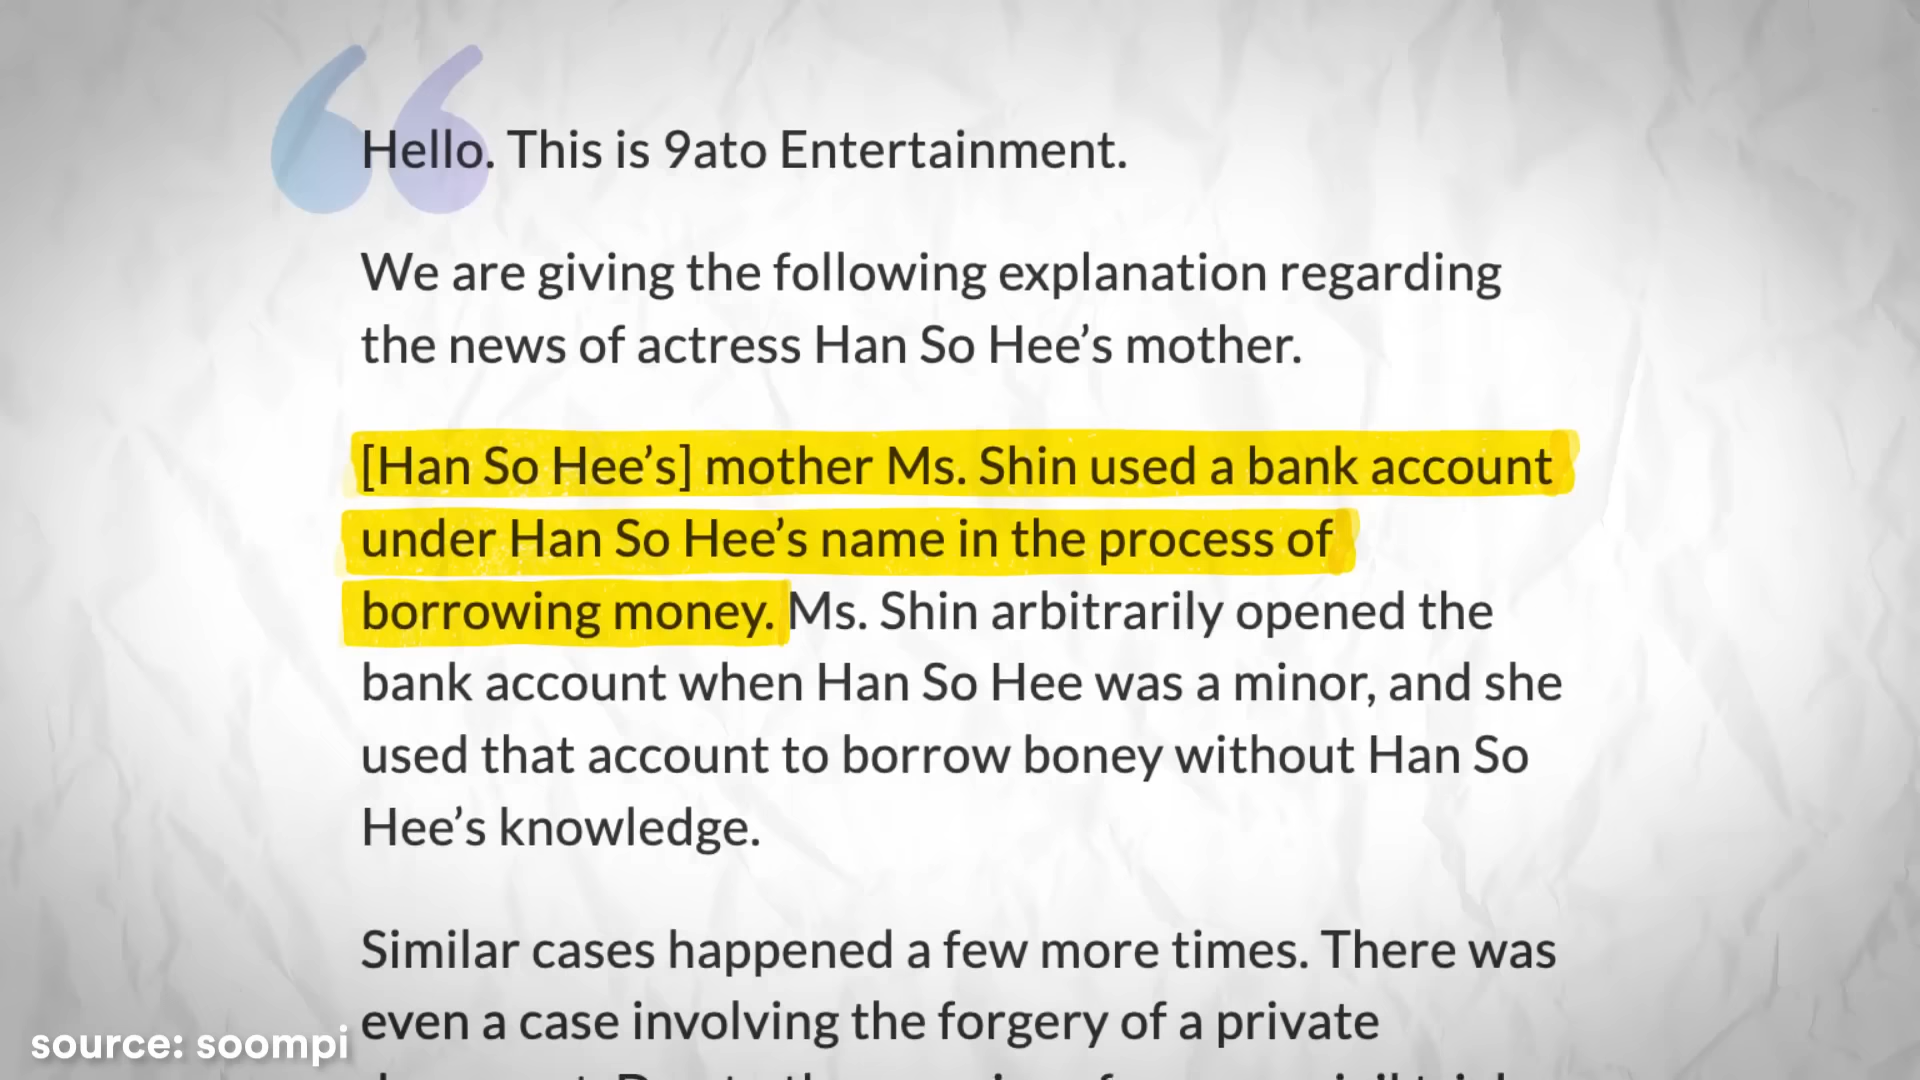 Hello. This is 9ato Entertainment.
We are giving the following explanation regarding
the news of actress Han So Hee’s mother.
[Han So Hee’s] mother Ms. Shin used a bank account
under Han So Hee’s name in the process of
borrowing money. Ms. Shin arbitrarily opened the
bank account when Han So Hee was a minor, and she
used that account to borrow boney without Han So
Hee’s knowledge.
Similar cases happened a few more times. There was
even a case involving the forgery of a private
source: soompi